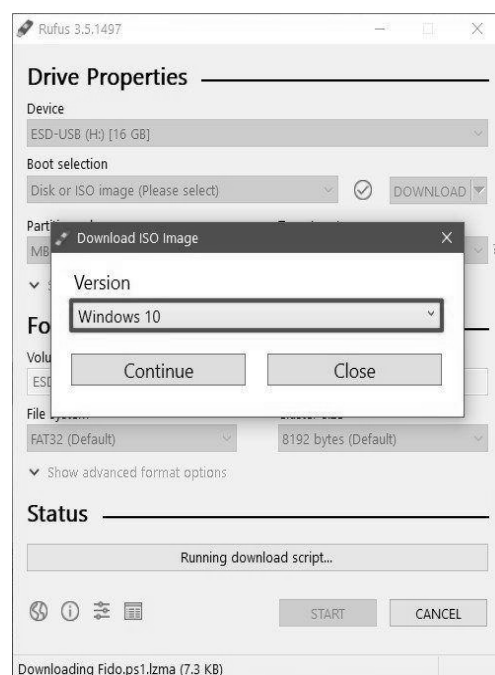 Rufus 3.5.1497
Drive Properties
Device
ESD-USB (H:) [16 GB]
Boot selection
Disk or ISO image (Please select)
DOWNLOAD
Download ISO Image
Version
Windows 10
Continue
Close
FAT32 (Default)
8192 bytes (Default)
Show advanced format options
Status
Running download script...
START
CANCEL
Downloading Fido.ps1.lzma (7.3 KB)